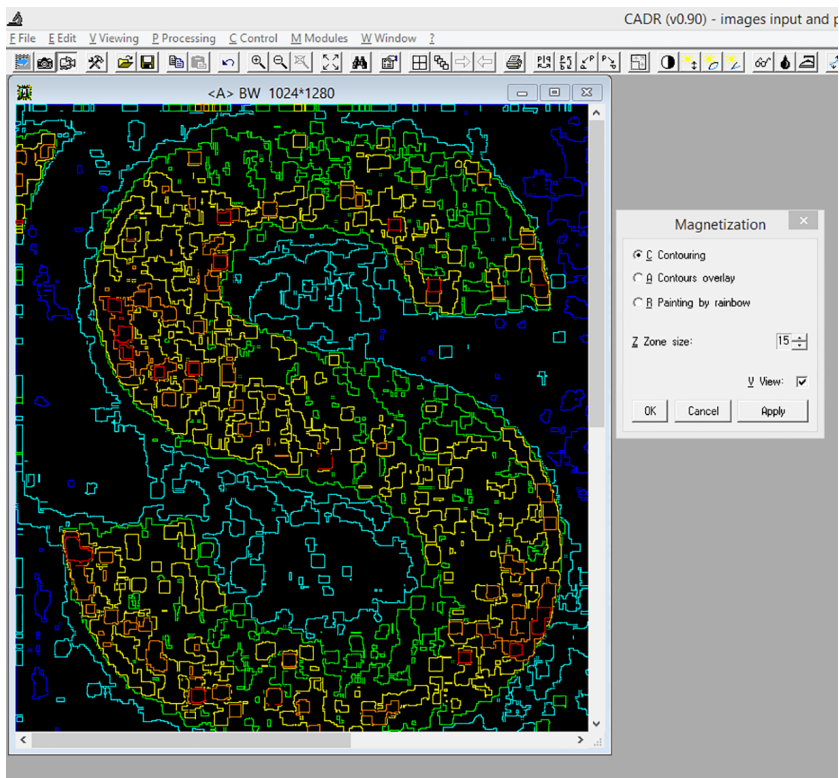 CADR (v0.90) - images input and p
F File E Edit V Viewing P Processing C Control M Modules W Window ?
<A> BW 1024*1280
Magnetization
C Contouring
A Contours overlay
R Painting by rainbow
Z Zone size: 15
V View:
OK Cancel Apply